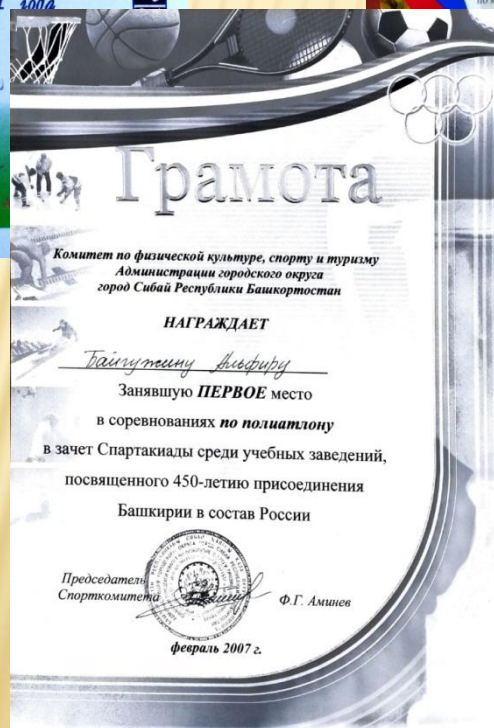 года
Грамота
Комитет по физической культуре, спорту и туризму
Администрации городского округа
город Сибай Республики Башкортостан
НАГРАЖДАЕТ
Байгужину Альфиру
Занявшую ПЕРВОЕ место
в соревнованиях по полиатлону
в зачет Спартакиады среди учебных заведений,
посвященного 450-летию присоединения
Башкирии в состав России
Председатель
Спорткомитета
Ф.Г. Аминев
февраль 2007 г.